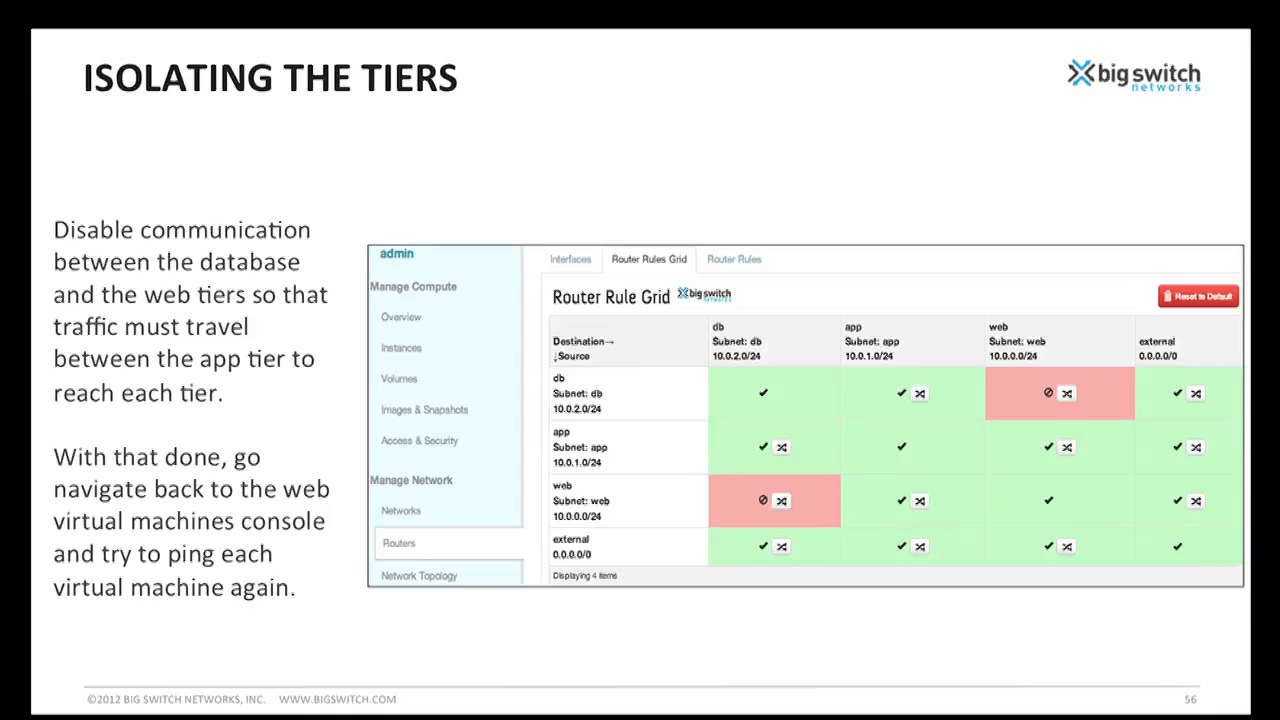 ISOLATING THE TIERS
big switch
networks
Disable communication
between the database
and the web tiers so that
traffic must travel
between the app tier to
reach each tier.
With that done, go
navigate back to the web
virtual machines console
and try to ping each
virtual machine again.
admin
Manage Compute
Overview
Instances
Volumes
Images & Snapshots
Access & Security
Manage Network
Networks
Routers
Network Topology
Interfaces Router Rules Grid Router Rules
Router Rule Grid big switch networks Reset to Default
Destination→
↓Source
db
Subnet: db
10.0.2.0/24
app
Subnet: app
10.0.1.0/24
web
Subnet: web
10.0.0.0/24
external
0.0.0.0/0
db
Subnet: db
10.0.2.0/24
app
Subnet: app
10.0.1.0/24
web
Subnet: web
10.0.0.0/24
external
0.0.0.0/0
Displaying 4 items
©2012 BIG SWITCH NETWORKS, INC. WWW.BIGSWITCH.COM 56